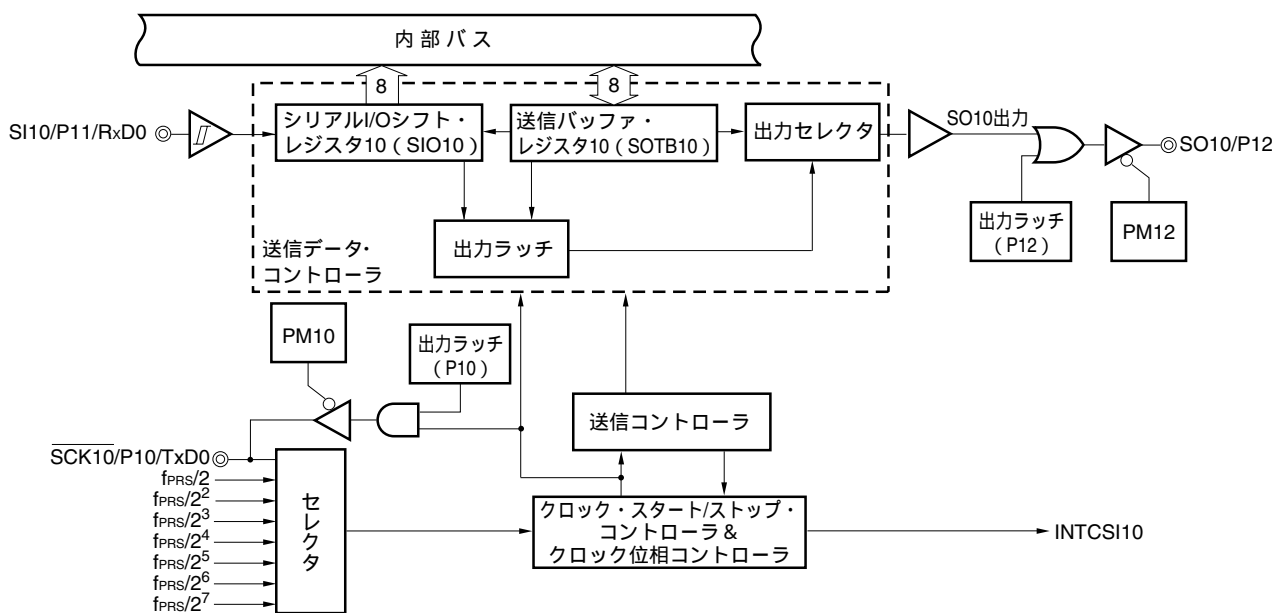 内部バス
8
8
SI10/P11/RxD0
シリアルI/Oシフト・
レジスタ10（SIO10）
送信バッファ・
レジスタ10（SOTB10）
出力セレクタ
SO10出力
SO10/P12
出力ラッチ
（P12）
PM12
出力ラッチ
送信データ・
コントローラ
PM10
出力ラッチ
（P10）
送信コントローラ
SCK10/P10/TxD0
fPRS/2
fPRS/2²
fPRS/2³
fPRS/2⁴
fPRS/2⁵
fPRS/2⁶
fPRS/2⁷
セレクタ
クロック・スタート/ストップ・
コントローラ＆
クロック位相コントローラ
INTCSI10